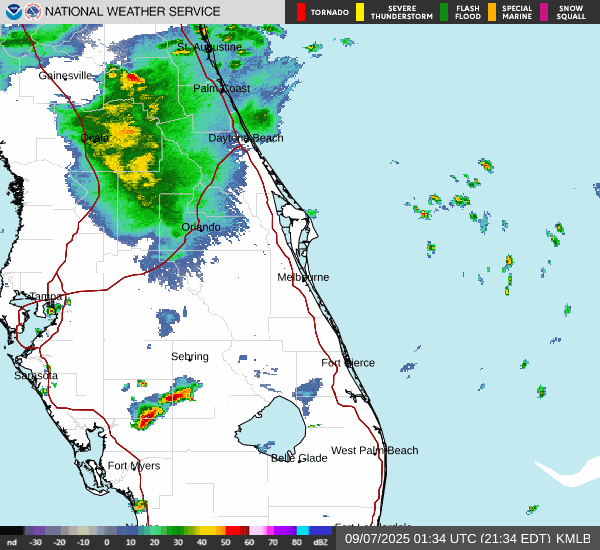 NATIONAL WEATHER SERVICE
TORNADO
SEVERE THUNDERSTORM
FLASH FLOOD
SPECIAL MARINE
SNOW SQUALL
St. Augustine
Gainesville
Palm Coast
Ocala
Daytona Beach
Orlando
Melbourne
Tampa
Sebring
Fort Pierce
Sarasota
West Palm Beach
Belle Glade
Fort Myers
nd -30 -20 -10 0 10 20 30 40 50 60 70 80 dBZ
09/07/2025 01:34 UTC (21:34 EDT) KMLB